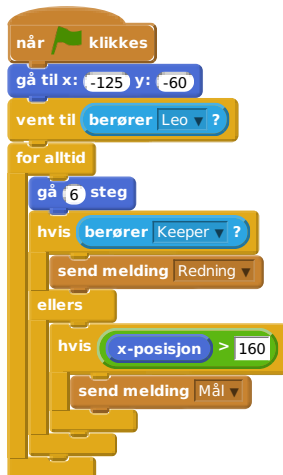 når klikkes
gå til x: -125 y: -60
vent til berører Leo ?
for alltid
gå 6 steg
hvis berører Keeper ?
send melding Redning
ellers
hvis x-posisjon > 160
send melding Mål